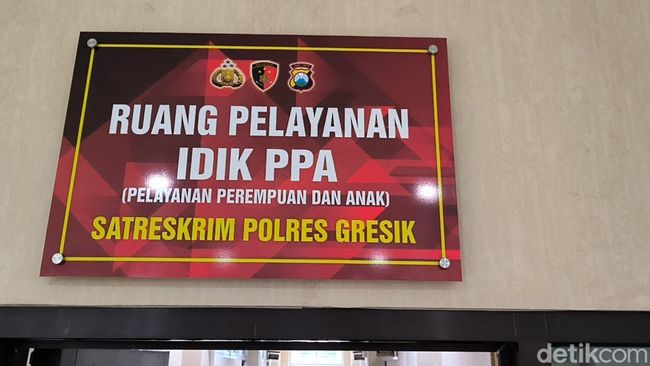 RUANG PELAYANAN
IDIK PPA
(PELAYANAN PEREMPUAN DAN ANAK)
SATRESKRIM POLRES GRESIK
detikcom